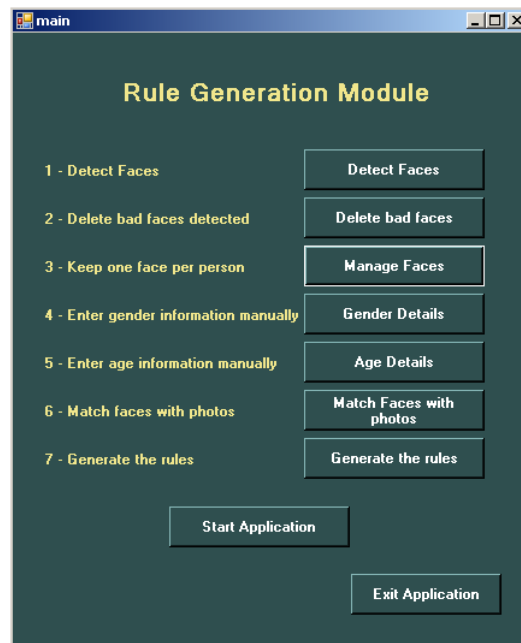 main
Rule Generation Module
1 - Detect Faces
Detect Faces
2 - Delete bad faces detected
Delete bad faces
3 - Keep one face per person
Manage Faces
4 - Enter gender information manually
Gender Details
5 - Enter age information manually
Age Details
6 - Match faces with photos
Match Faces with
photos
7 - Generate the rules
Generate the rules
Start Application
Exit Application